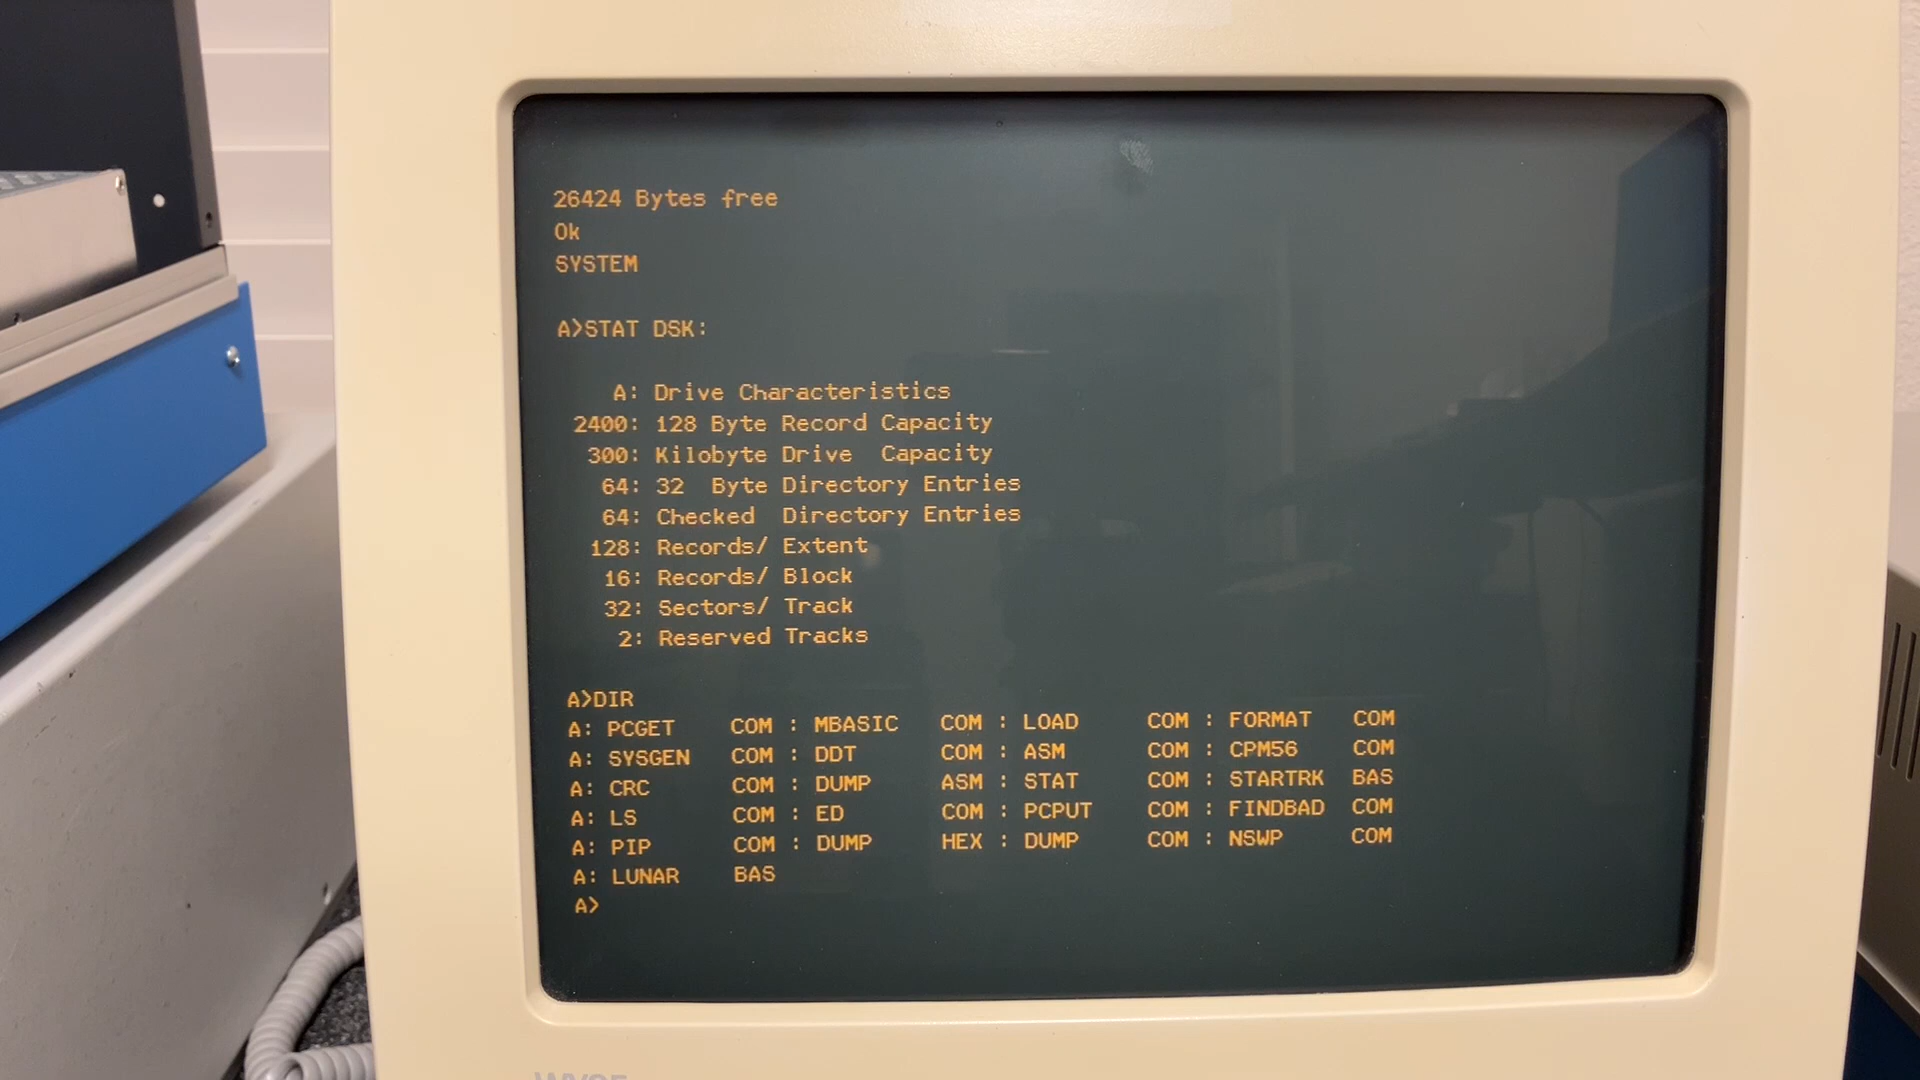 26424 Bytes free
Ok
SYSTEM
A>STAT DSK:
A: Drive Characteristics
2400: 128 Byte Record Capacity
300: Kilobyte Drive  Capacity
64: 32  Byte Directory Entries
64: Checked  Directory Entries
128: Records/ Extent
16: Records/ Block
32: Sectors/ Track
2: Reserved Tracks
A>DIR
A: PCGET    COM : MBASIC   COM : LOAD     COM : FORMAT   COM
A: SYSGEN   COM : DDT      COM : ASM      COM : CPM56    COM
A: CRC      COM : DUMP     ASM : STAT     COM : STARTRK  BAS
A: LS       COM : ED       COM : PCPUT    COM : FINDBAD  COM
A: PIP      COM : DUMP     HEX : DUMP     COM : NSWP     COM
A: LUNAR    BAS
A>
WYSE